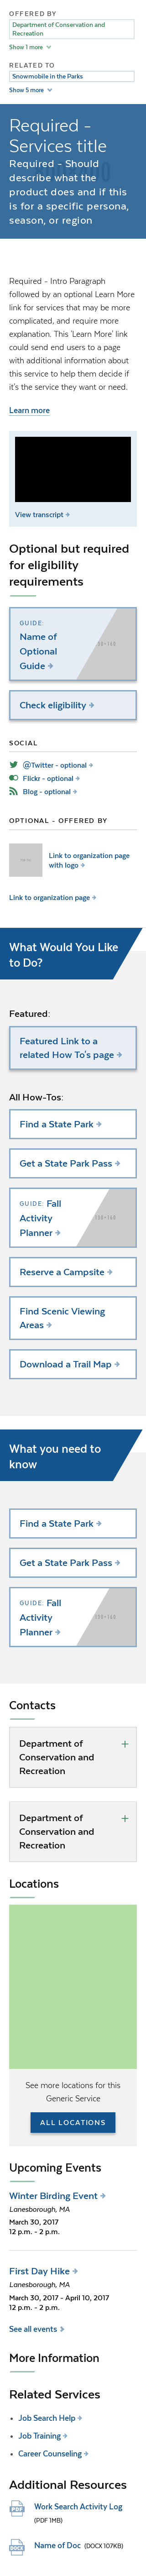 OFFERED BY
Department of Conservation and
Recreation
Show 1 more
RELATED TO
Snowmobile in the Parks
Show 5 more
Required -
Services title
Required - Should
describe what the
product does and if this
is for a specific persona,
season, or region
Required - Intro Paragraph
followed by an optional Learn More
link for services that may be more
complicated, and require more
explanation. This 'Learn More' link
could send end users to a page
with additional information about
this service to help them decide if
it's the service they want or need.
Learn more
View transcript
Optional but required
for eligibility
requirements
GUIDE:
Name of
Optional
Guide
Check eligibility
SOCIAL
@Twitter - optional
Flickr - optional
Blog - optional
OPTIONAL - OFFERED BY
Link to organization page
with logo
Link to organization page
What Would You Like
to Do?
Featured:
Featured Link to a
related How To's page
All How-Tos:
Find a State Park
Get a State Park Pass
GUIDE: Fall
Activity
Planner
Reserve a Campsite
Find Scenic Viewing
Areas
Download a Trail Map
What you need to
know
Find a State Park
Get a State Park Pass
GUIDE: Fall
Activity
Planner
Contacts
Department of
Conservation and
Recreation
Department of
Conservation and
Recreation
Locations
See more locations for this
Generic Service
ALL LOCATIONS
Upcoming Events
Winter Birding Event
Lanesborough, MA
March 30, 2017
12 p.m. - 2 p.m.
First Day Hike
Lanesborough, MA
March 30, 2017 - April 10, 2017
12 p.m. - 2 p.m.
See all events
More Information
Related Services
Job Search Help
Job Training
Career Counseling
Additional Resources
PDF Work Search Activity Log
(PDF 1MB)
DOCX Name of Doc (DOCX 107KB)